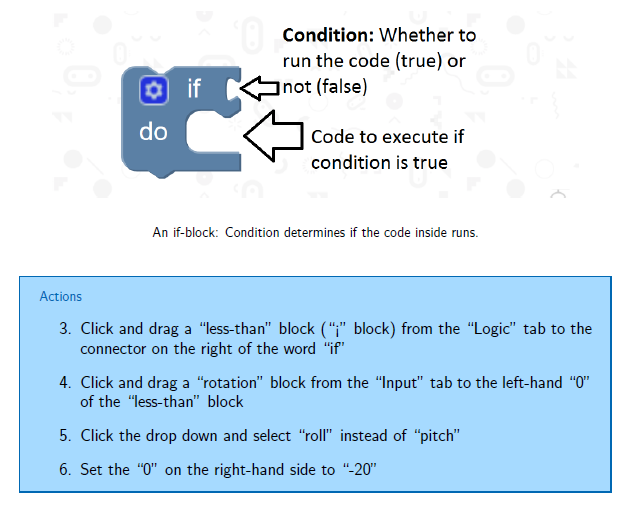 Condition: Whether to
run the code (true) or
not (false)
if
do
Code to execute if
condition is true
An if-block: Condition determines if the code inside runs.
Actions
3. Click and drag a “less-than” block (“¡” block) from the “Logic” tab to the
connector on the right of the word “if”
4. Click and drag a “rotation” block from the “Input” tab to the left-hand “0”
of the “less-than” block
5. Click the drop down and select “roll” instead of “pitch”
6. Set the “0” on the right-hand side to “-20”